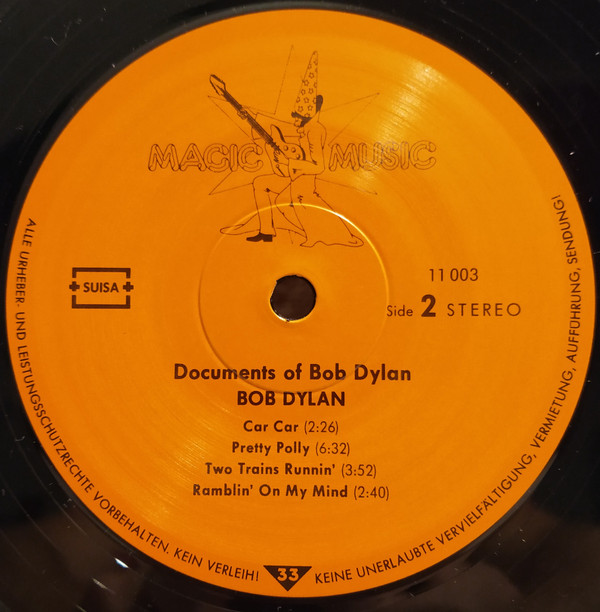 MAGIC MUSIC
SUISA
11 003
Side 2 STEREO
Documents of Bob Dylan
BOB DYLAN
Car Car (2:26)
Pretty Polly (6:32)
Two Trains Runnin' (3:52)
Ramblin' On My Mind (2:40)
ALLE URHEBER- UND LEISTUNGSSCHUTZRECHTE VORBEHALTEN. KEIN VERLEIH! 33 KEINE UNERLAUBTE VERVIELFÄLTIGUNG, VERMIETUNG, AUFFÜHRUNG, SENDUNG!